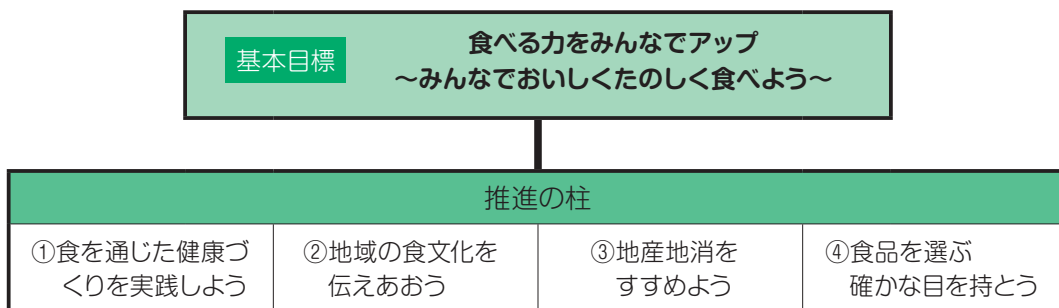 基本目標
食べる力をみんなでアップ
～みんなでおいしくたのしく食べよう～
推進の柱
①食を通じた健康づ
くりを実践しよう
②地域の食文化を
伝えあおう
③地産地消を
すすめよう
④食品を選ぶ
確かな目を持とう